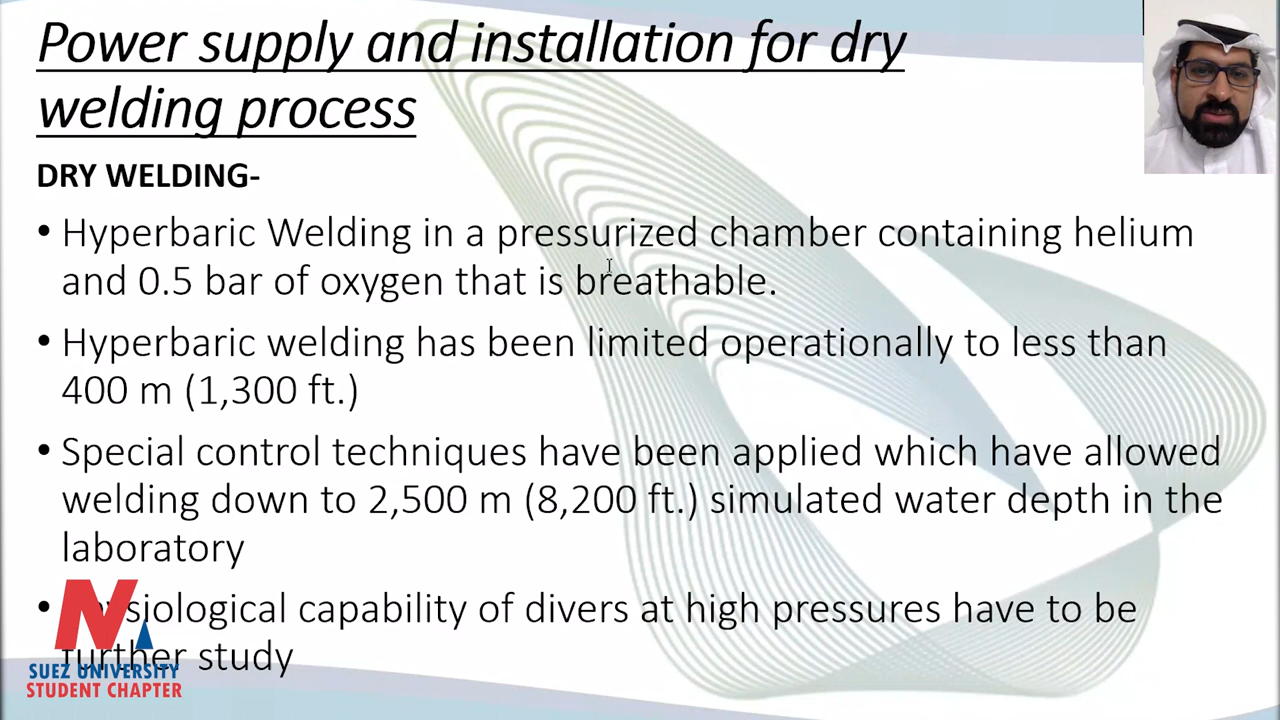 Power supply and installation for dry
welding process
DRY WELDING-
• Hyperbaric Welding in a pressurized chamber containing helium
and 0.5 bar of oxygen that is breathable.
• Hyperbaric welding has been limited operationally to less than
400 m (1,300 ft.)
• Special control techniques have been applied which have allowed
welding down to 2,500 m (8,200 ft.) simulated water depth in the
laboratory
• Physiological capability of divers at high pressures have to be
further study
SUEZ UNIVERSITY
STUDENT CHAPTER